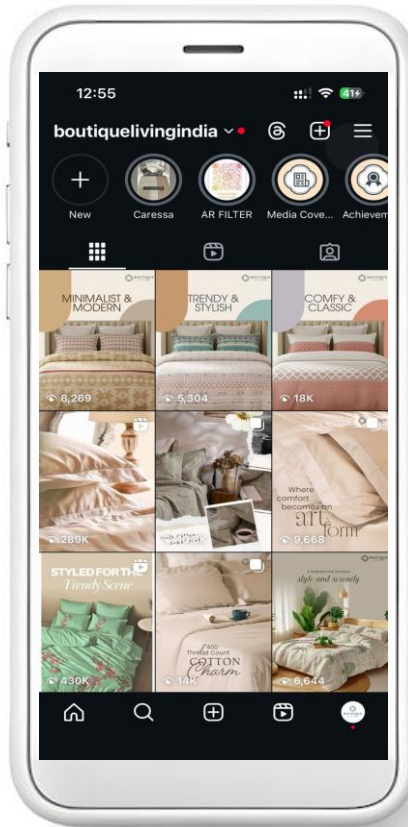 12:55
41
boutiquelivingindia
New
Caressa
AR FILTER
Media Cove...
Achievem
MINIMALIST &
MODERN
TRENDY &
STYLISH
COMFY &
CLASSIC
8,269
5,304
18K
Where
comfort
becomes an
art
form
289K
9,668
STYLED FOR THE
Trendy Scene
style and serenity
400
Thread Count
COTTON
Charm
430K
14K
6,644